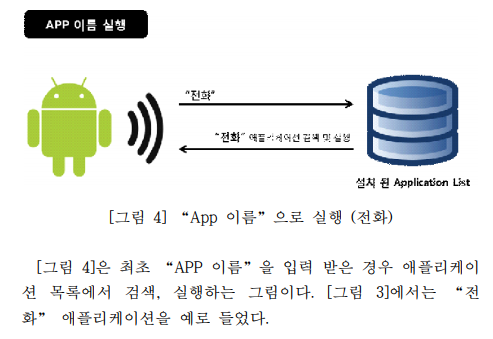 APP 이름 실행
“전화”
“전화” 애플리케이션 검색 및 실행
설치 된 Application List
[그림 4] “App 이름”으로 실행 (전화)
[그림 4]은 최초 “APP 이름”을 입력 받은 경우 애플리케이
션 목록에서 검색, 실행하는 그림이다. [그림 3]에서는 “전
화” 애플리케이션을 예로 들었다.